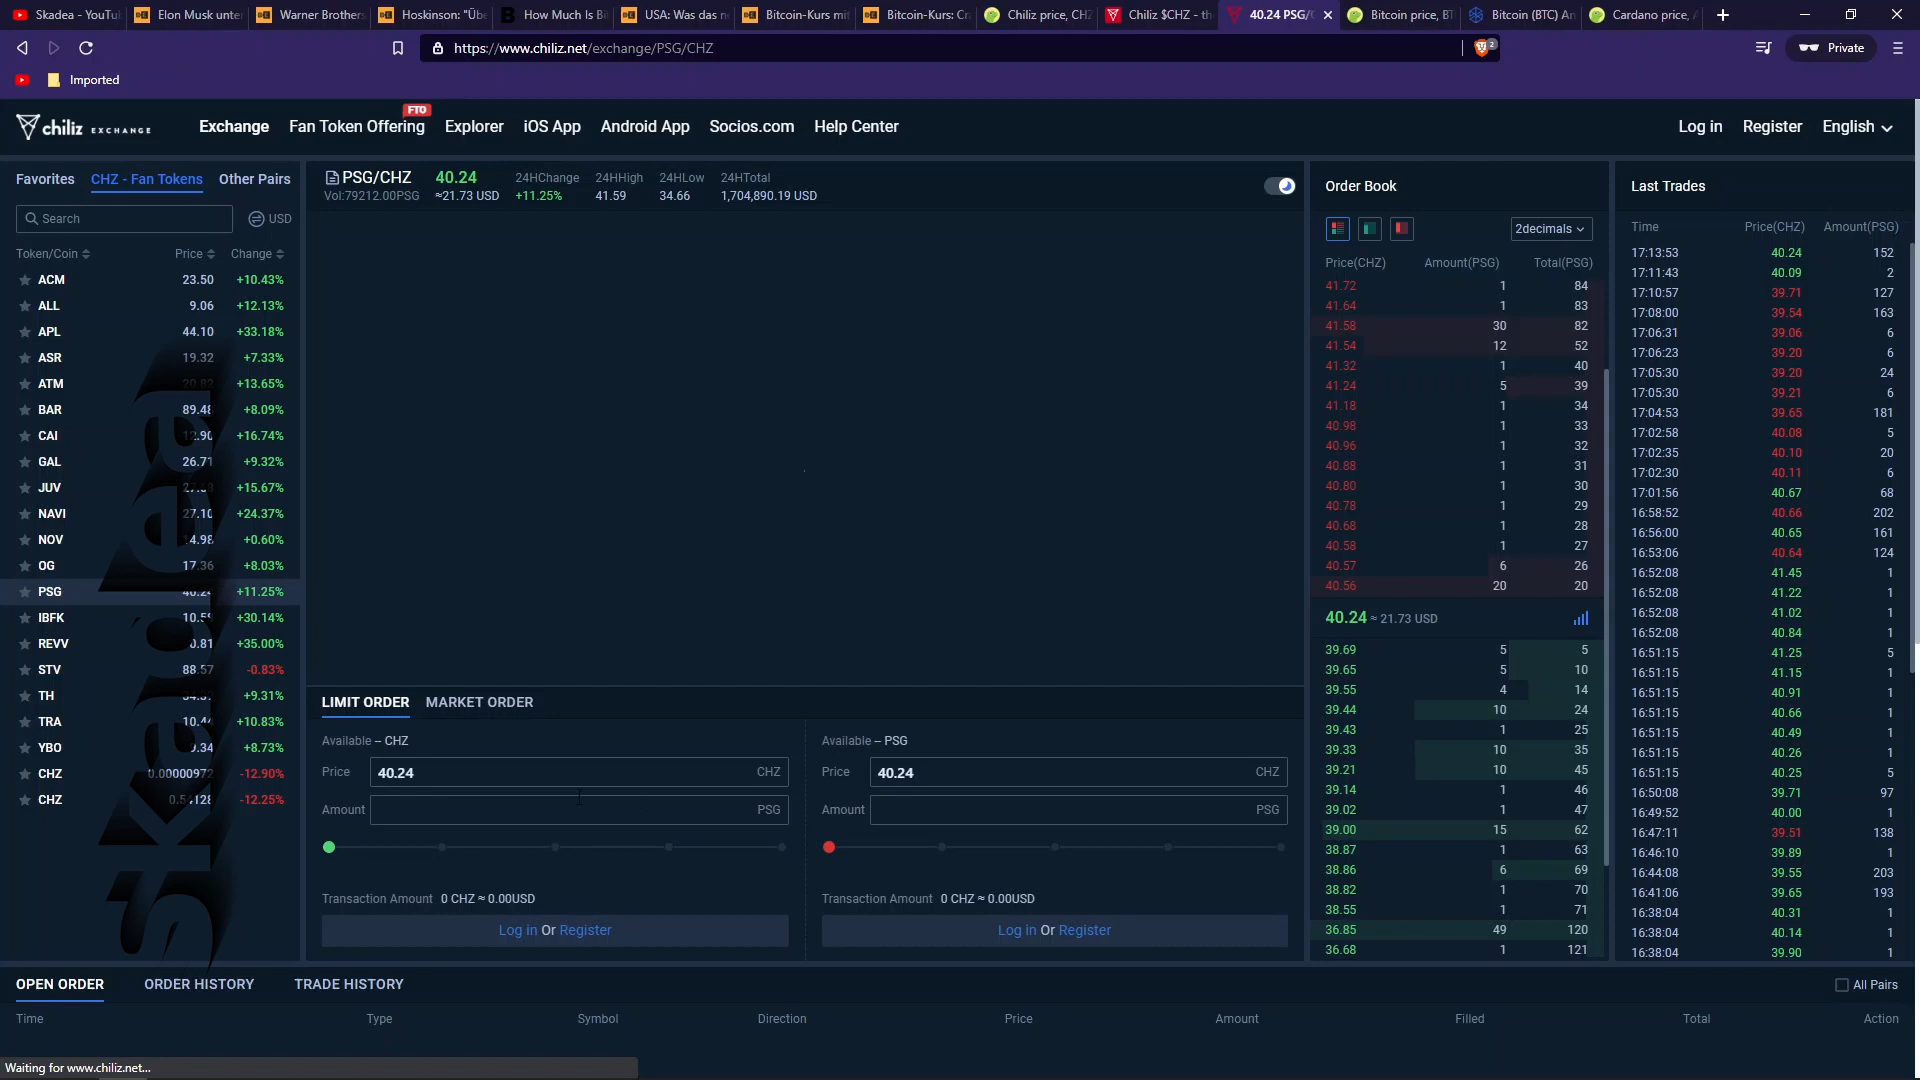 Skadea - YouTu
Elon Musk unter
Warner Brothers
Hoskinson: "Übe
How Much Is Bi
USA: Was das n
Bitcoin-Kurs mit
Bitcoin-Kurs: Cr
Chiliz price, CHZ
Chiliz $CHZ - th
40.24 PSG/
Bitcoin price, BT
Bitcoin (BTC) An
Cardano price, A
https://www.chiliz.net/exchange/PSG/CHZ
2
Private
Imported
chiliz EXCHANGE
Exchange
FTO
Fan Token Offering
Explorer
iOS App
Android App
Socios.com
Help Center
Log in
Register
English
Favorites
CHZ - Fan Tokens
Other Pairs
Search
USD
Token/Coin Price Change
ACM 23.50 +10.43%
ALL 9.06 +12.13%
APL 44.10 +33.18%
ASR 19.32 +7.33%
ATM 20.82 +13.65%
BAR 89.48 +8.09%
CAI 12.90 +16.74%
GAL 26.71 +9.32%
JUV +15.67%
NAVI 27.10 +24.37%
NOV 14.98 +0.60%
OG 17.36 +8.03%
PSG 40.24 +11.25%
IBFK +30.14%
REVV 0.81 +35.00%
STV 88.57 -0.83%
TH +9.31%
TRA 10.44 +10.83%
YBO 9.34 +8.73%
CHZ 0.00000972 -12.90%
CHZ -12.25%
Skadea
PSG/CHZ
Vol:79212.00PSG
40.24
≈21.73 USD
24HChange
+11.25%
24HHigh
41.59
24HLow
34.66
24HTotal
1,704,890.19 USD
LIMIT ORDER
MARKET ORDER
Available – CHZ
Price 40.24 CHZ
Amount PSG
Transaction Amount 0 CHZ ≈ 0.00USD
Log in Or Register
Available – PSG
Price 40.24 CHZ
Amount PSG
Transaction Amount 0 CHZ ≈ 0.00USD
Log in Or Register
Order Book
2decimals
Price(CHZ) Amount(PSG) Total(PSG)
41.72 1 84
41.64 1 83
41.58 30 82
41.54 12 52
41.32 1 40
41.24 5 39
41.18 1 34
40.98 1 33
40.96 1 32
40.88 1 31
40.80 1 30
40.78 1 29
40.68 1 28
40.58 1 27
40.57 6 26
40.56 20 20
40.24 ≈ 21.73 USD
39.69 5 5
39.65 5 10
39.55 4 14
39.44 10 24
39.43 1 25
39.33 10 35
39.21 10 45
39.14 1 46
39.02 1 47
39.00 15 62
38.87 1 63
38.86 6 69
38.82 1 70
38.55 1 71
36.85 49 120
36.68 1 121
Last Trades
Time Price(CHZ) Amount(PSG)
17:13:53 40.24 152
17:11:43 40.09 2
17:10:57 39.71 127
17:08:00 39.54 163
17:06:31 39.06 6
17:06:23 39.20 6
17:05:30 39.20 24
17:05:30 39.21 6
17:04:53 39.65 181
17:02:58 40.08 5
17:02:35 40.10 20
17:02:30 40.11 6
17:01:56 40.67 68
16:58:52 40.66 202
16:56:00 40.65 161
16:53:06 40.64 124
16:52:08 41.45 1
16:52:08 41.22 1
16:52:08 41.02 1
16:52:08 40.84 1
16:51:15 41.25 5
16:51:15 41.15 1
16:51:15 40.91 1
16:51:15 40.66 1
16:51:15 40.49 1
16:51:15 40.26 1
16:51:15 40.25 5
16:50:08 39.71 97
16:49:52 40.00 1
16:47:11 39.51 138
16:46:10 39.89 1
16:44:08 39.55 203
16:41:06 39.65 193
16:38:04 40.31 1
16:38:04 40.14 1
16:38:04 39.90 1
OPEN ORDER
ORDER HISTORY
TRADE HISTORY
All Pairs
Time Type Symbol Direction Price Amount Filled Total Action
Waiting for www.chiliz.net...